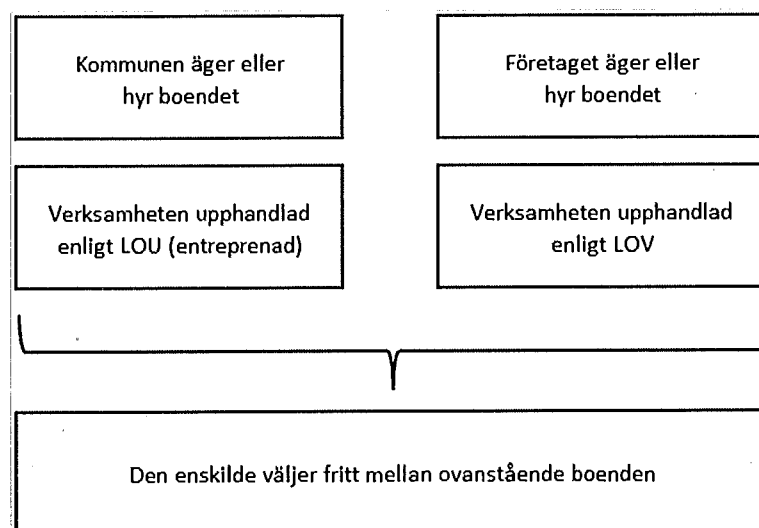 Kommunen äger eller
hyr boendet
Företaget äger eller
hyr boendet
Verksamheten upphandlad
enligt LOU (entreprenad)
Verksamheten upphandlad
enligt LOV
Den enskilde väljer fritt mellan ovanstående boenden